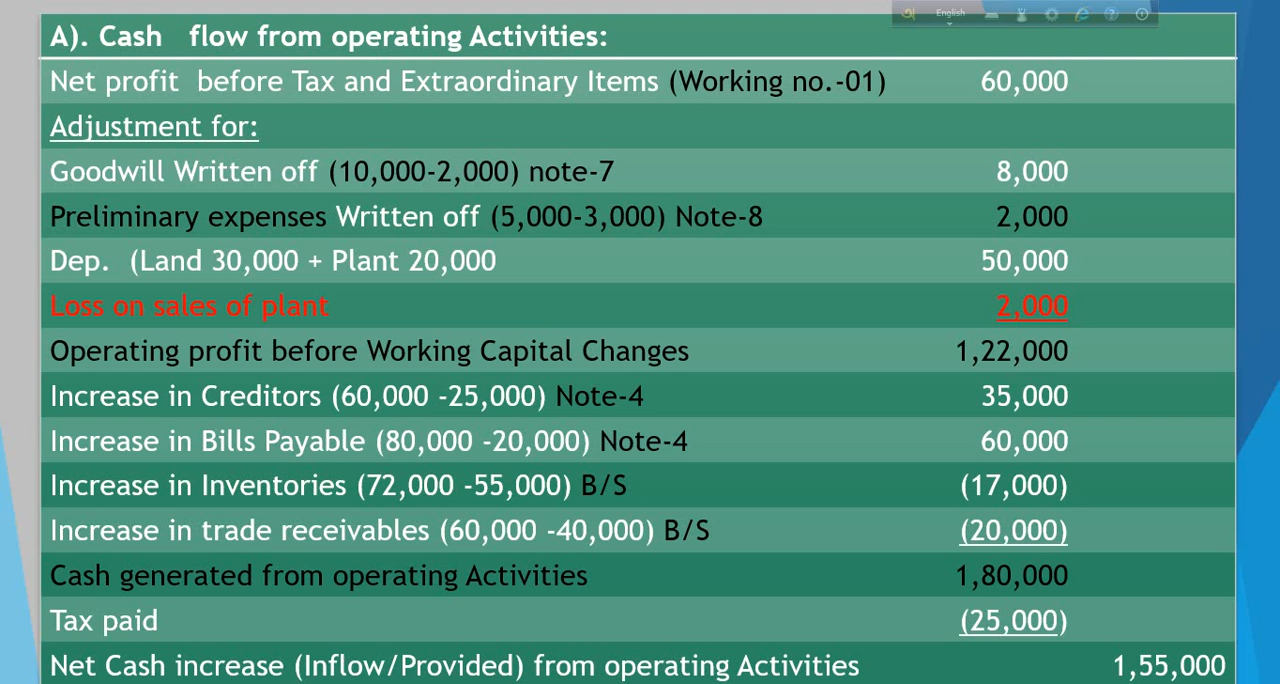 অ English
A). Cash flow from operating Activities:
Net profit before Tax and Extraordinary Items (Working no.-01) 60,000
Adjustment for:
Goodwill Written off (10,000-2,000) note-7 8,000
Preliminary expenses Written off (5,000-3,000) Note-8 2,000
Dep. (Land 30,000 + Plant 20,000 50,000
Loss on sales of plant 2,000
Operating profit before Working Capital Changes 1,22,000
Increase in Creditors (60,000 -25,000) Note-4 35,000
Increase in Bills Payable (80,000 -20,000) Note-4 60,000
Increase in Inventories (72,000 -55,000) B/S (17,000)
Increase in trade receivables (60,000 -40,000) B/S (20,000)
Cash generated from operating Activities 1,80,000
Tax paid (25,000)
Net Cash increase (Inflow/Provided) from operating Activities 1,55,000